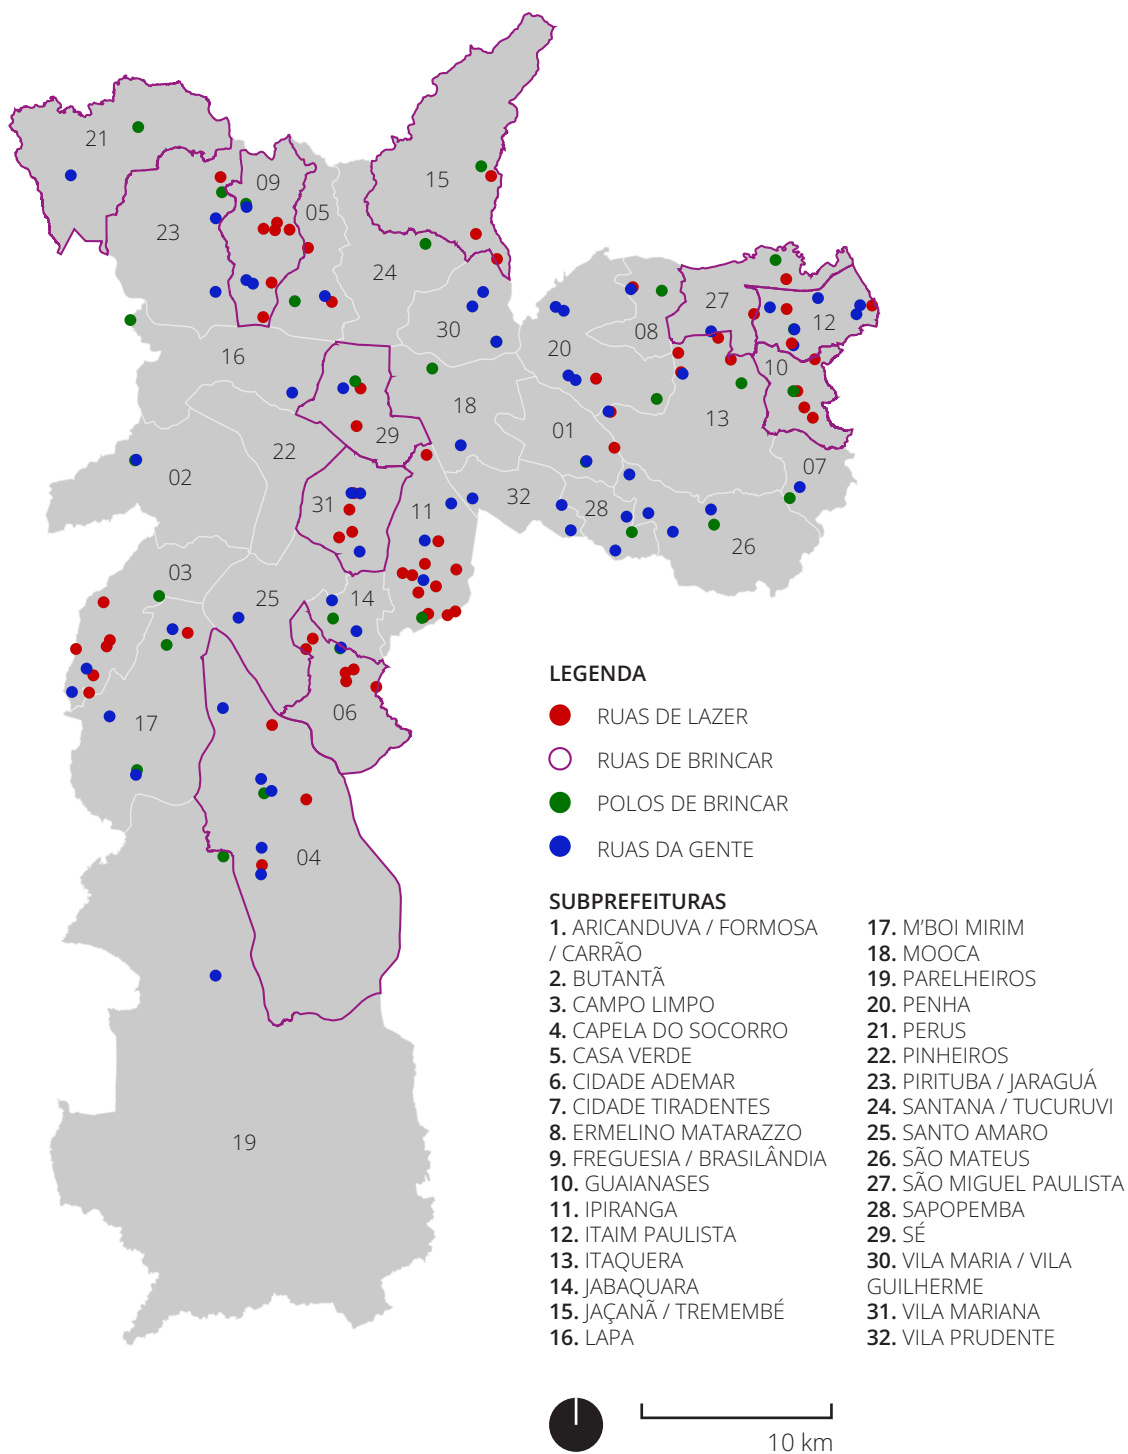 21
09
15
05
23
24
27
12
30
08
20
16
10
18
13
29
01
22
07
02
31
11
32
28
26
03
25
14
06
17
04
19
LEGENDA
RUAS DE LAZER
RUAS DE BRINCAR
POLOS DE BRINCAR
RUAS DA GENTE
SUBPREFEITURAS
1. ARICANDUVA / FORMOSA
/ CARRÃO
2. BUTANTÃ
3. CAMPO LIMPO
4. CAPELA DO SOCORRO
5. CASA VERDE
6. CIDADE ADEMAR
7. CIDADE TIRADENTES
8. ERMELINO MATARAZZO
9. FREGUESIA / BRASILÂNDIA
10. GUAIANASES
11. IPIRANGA
12. ITAIM PAULISTA
13. ITAQUERA
14. JABAQUARA
15. JAÇANÃ / TREMEMBÉ
16. LAPA
17. M'BOI MIRIM
18. MOOCA
19. PARELHEIROS
20. PENHA
21. PERUS
22. PINHEIROS
23. PIRITUBA / JARAGUÁ
24. SANTANA / TUCURUVI
25. SANTO AMARO
26. SÃO MATEUS
27. SÃO MIGUEL PAULISTA
28. SAPOPEMBA
29. SÉ
30. VILA MARIA / VILA
GUILHERME
31. VILA MARIANA
32. VILA PRUDENTE
10 km